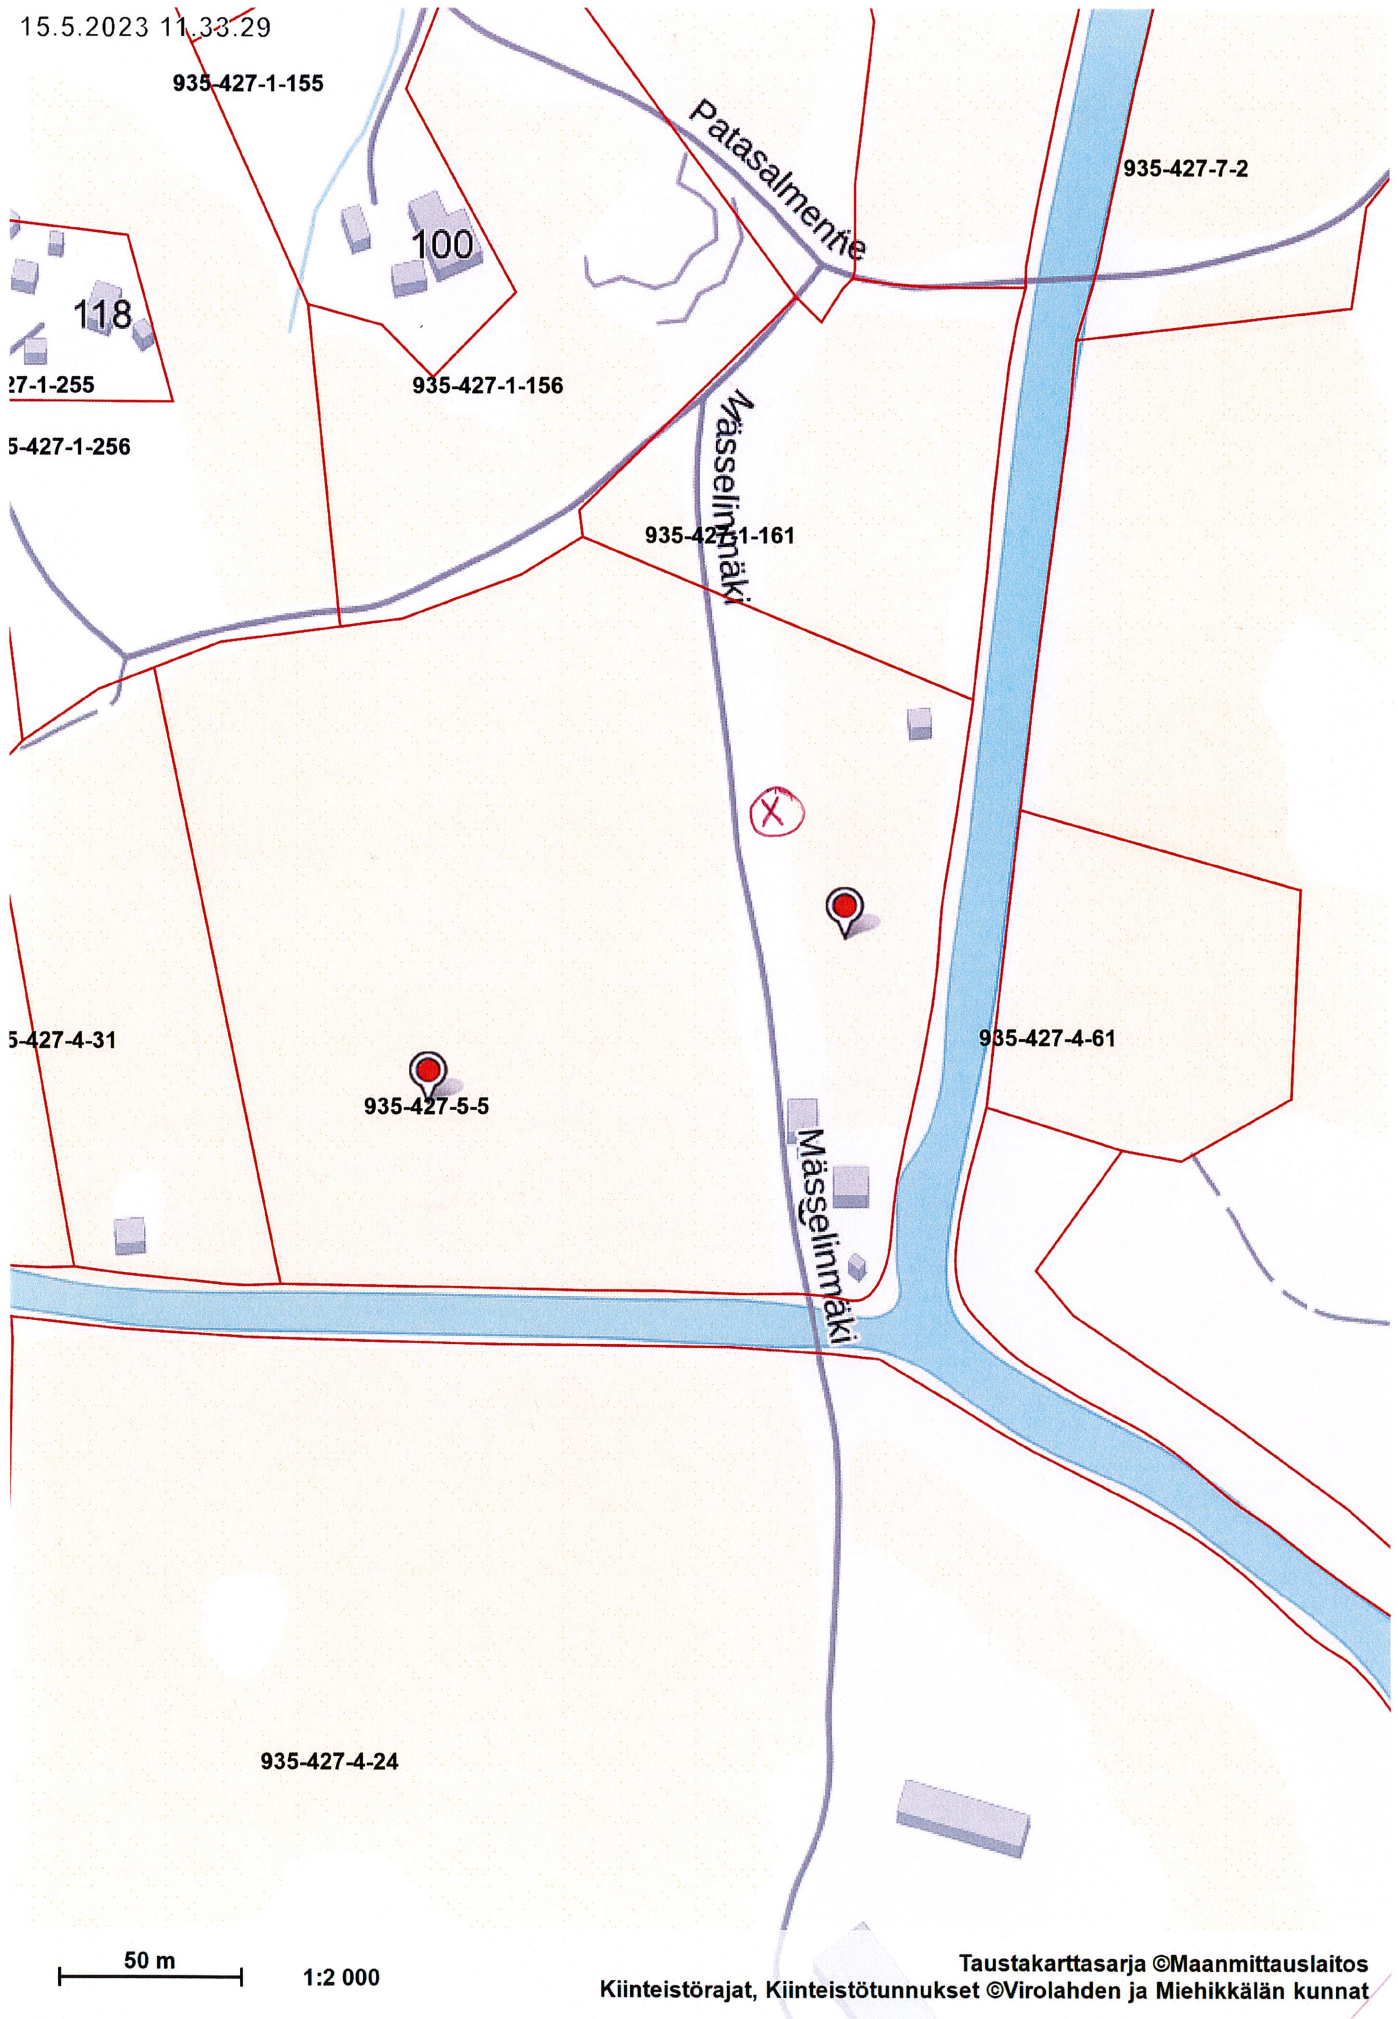 15.5.2023 11.33.29
935-427-1-155
Patasalmentie
935-427-7-2
100
118
27-1-255
935-427-1-156
5-427-1-256
Mässelinmäki
935-427-1-161
X
5-427-4-31
935-427-4-61
935-427-5-5
Mässelinmäki
935-427-4-24
50 m
1:2 000
Taustakarttasarja ©Maanmittauslaitos
Kiinteistörajat, Kiinteistötunnukset ©Virolahden ja Miehikkälän kunnat